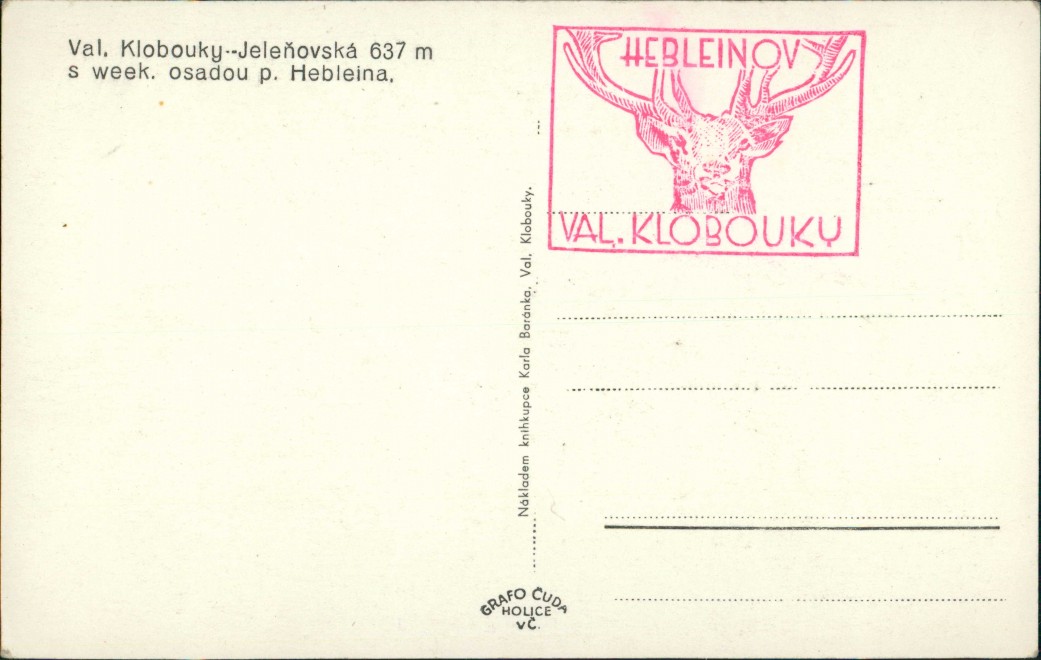 Val. Klobouky--Jeleňovská 637 m
s week. osadou p. Hebleina.
HEBLEINOV
VAL. KLOBOUKY
Nákladem knihkupce Karla Baránka, Val. Klobouky.
GRAFO ČUDA
HOLICE
VČ.